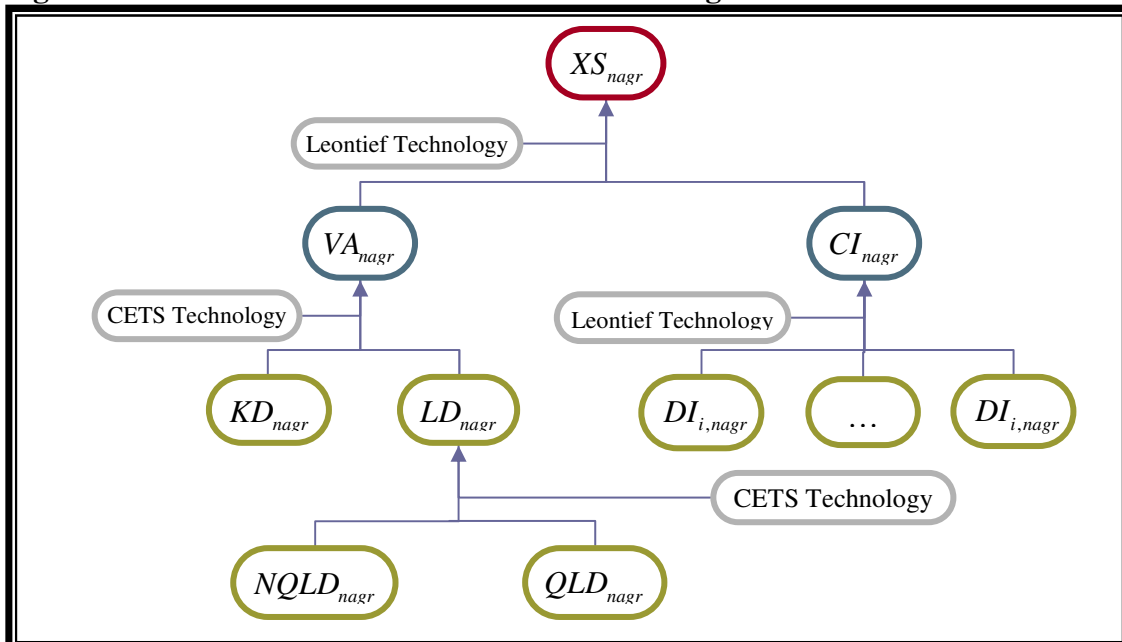 XS_nagr
Leontief Technology
VA_nagr
CI_nagr
CETS Technology
Leontief Technology
KD_nagr
LD_nagr
DI_i,nagr
...
DI_i,nagr
CETS Technology
NQLD_nagr
QLD_nagr